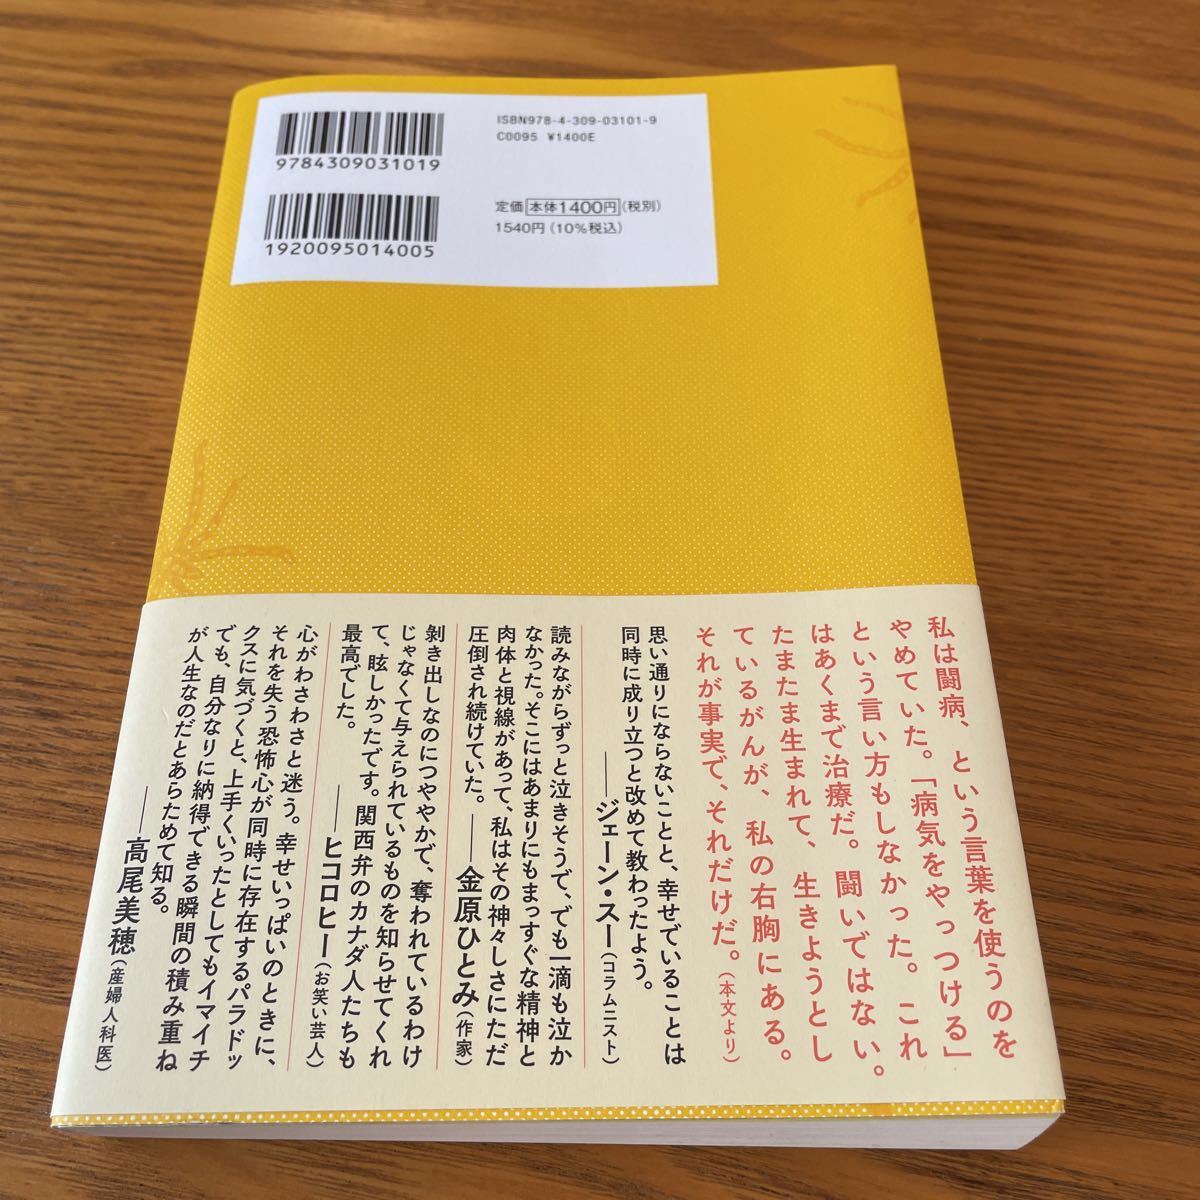 9784309031019
ISBN978-4-309-03101-9
C0095 ¥1400E
1920095014005
定価 本体1400円(税別)
1540円(10%税込)
私は闘病、という言葉を使うのを
やめていた。「病気をやっつける」
という言い方もしなかった。これ
はあくまで治療だ。闘いではない。
たまたま生まれて、生きようとし
ているがんが、私の右胸にある。
それが事実で、それだけだ。(本文より)
思い通りにならないことと、幸せでいることは
同時に成り立つと改めて教わったよう。
――ジェーン・スー(コラムニスト)
読みながらずっと泣きそうで、でも一滴も泣か
なかった。そこにはあまりにもまっすぐな精神と
肉体と視線があって、私はその神々しさにただ
圧倒され続けていた。――金原ひとみ(作家)
剝き出しなのにつややかで、奪われているわけ
じゃなくて与えられているものを知らせてくれ
て、眩しかったです。関西弁のカナダ人たちも
最高でした。――ヒコロヒー(お笑い芸人)
心がわさわさと迷う。幸せいっぱいのときに、
それを失う恐怖心が同時に存在するパラドッ
クスに気づくと、上手くいったとしてもイマイチ
でも、自分なりに納得できる瞬間の積み重ね
が人生なのだとあらためて知る。
――高尾美穂(産婦人科医)